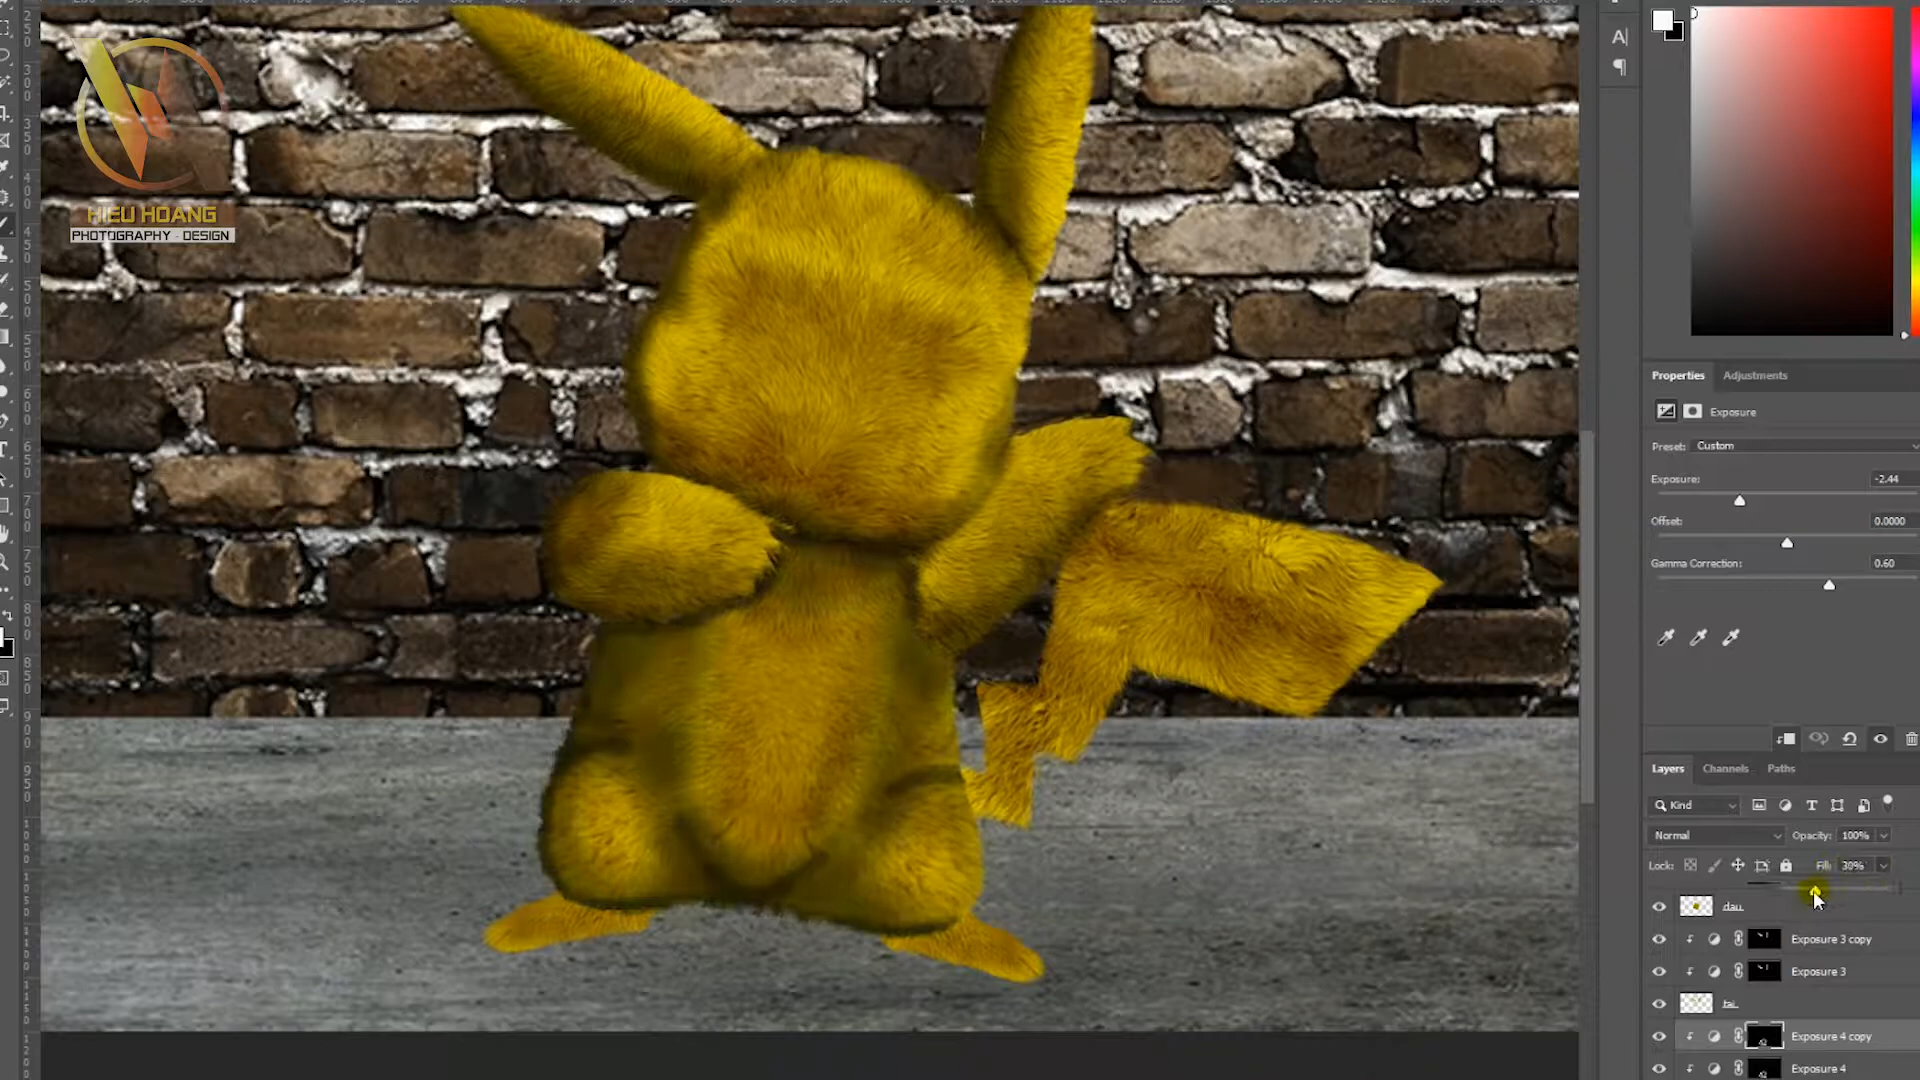 HIEU HOANG
PHOTOGRAPHY - DESIGN
A|
Properties Adjustments
Exposure
Preset: Custom
Exposure: -2.44
Offset: 0.0000
Gamma Correction: 0.60
Layers Channels Paths
Kind
Normal Opacity: 100%
Lock: Fill: 30%
dau
Exposure 3 copy
Exposure 3
tai
Exposure 4 copy
Exposure 4